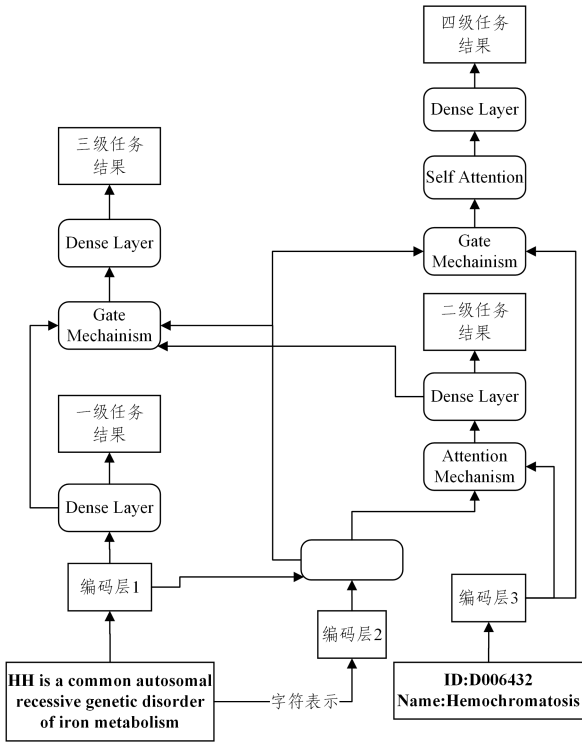 四级任务
结果
Dense Layer
三级任务
结果
Self Attention
Dense Layer
Gate
Mechainism
Gate
Mechainism
二级任务
结果
Dense Layer
一级任务
结果
Attention
Mechanism
Dense Layer
编码层1
编码层3
编码层2
HH is a common autosomal
recessive genetic disorder
of iron metabolism
字符表示
ID:D006432
Name:Hemochromatosis